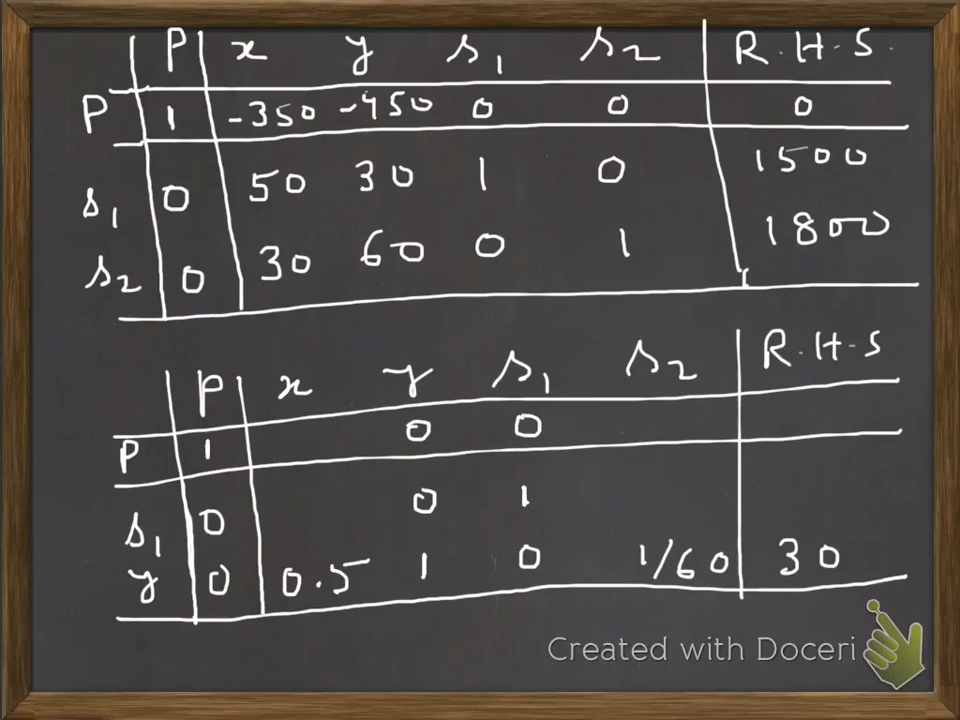 P x y s1 s2 R.H.S.
P 1 -350 -450 0 0 0
s1 0 50 30 1 0 1500
s2 0 30 60 0 1 1800
P x y s1 s2 R.H.S
P 1 0 0
s1 0 0 1
y 0 0.5 1 0 1/60 30
Created with Doceri